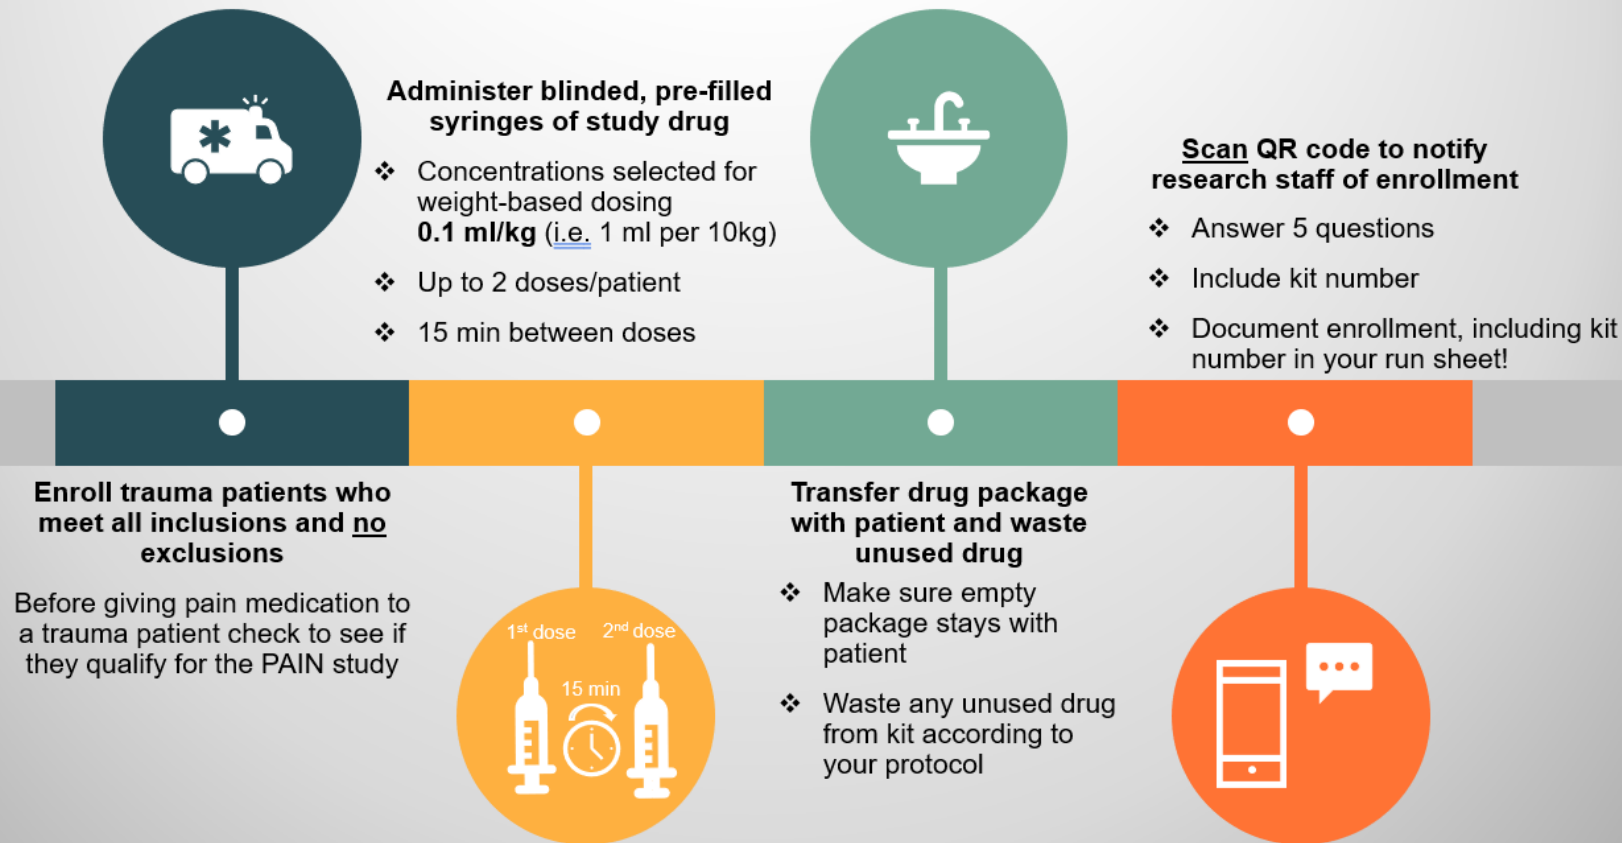 Enroll trauma patients who
meet all inclusions and no
exclusions
Before giving pain medication to
a trauma patient check to see if
they qualify for the PAIN study
Administer blinded, pre-filled
syringes of study drug
❖ Concentrations selected for
weight-based dosing
0.1 ml/kg (i.e. 1 ml per 10kg)
❖ Up to 2 doses/patient
❖ 15 min between doses
1st dose 2nd dose
15 min
Transfer drug package
with patient and waste
unused drug
❖ Make sure empty
package stays with
patient
❖ Waste any unused drug
from kit according to
your protocol
Scan QR code to notify
research staff of enrollment
❖ Answer 5 questions
❖ Include kit number
❖ Document enrollment, including kit
number in your run sheet!